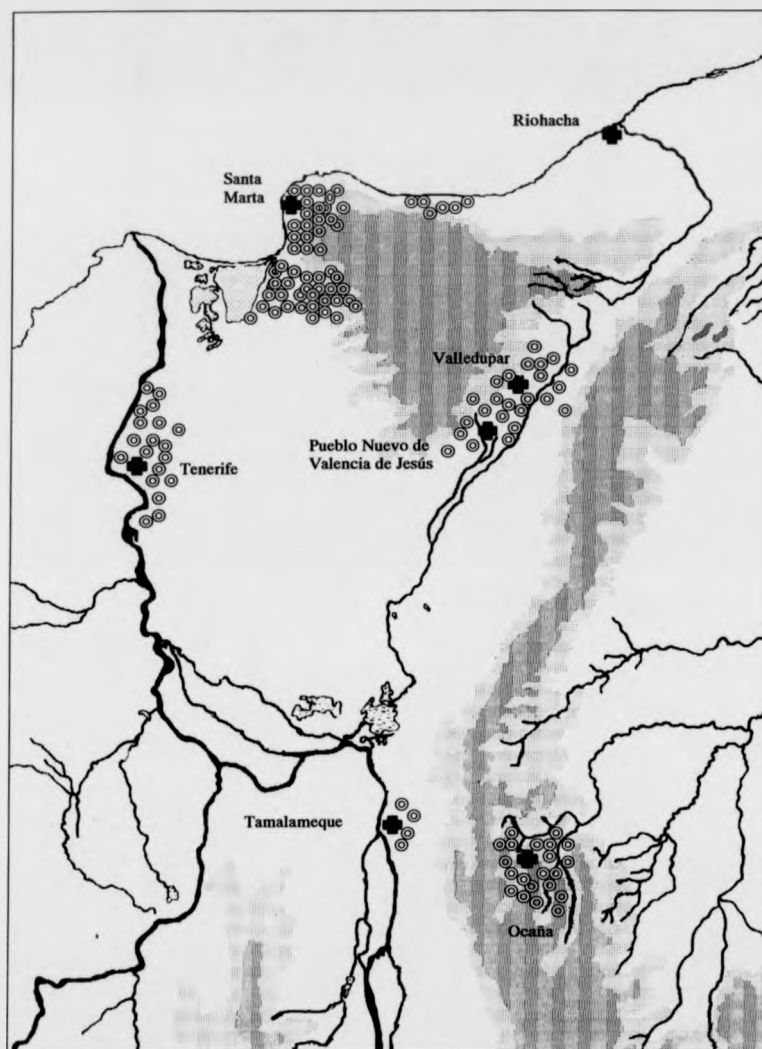 Riohacha
Santa
Marta
Valledupar
Pueblo Nuevo de
Valencia de Jesús
Tenerife
Tamalameque
Ocaña